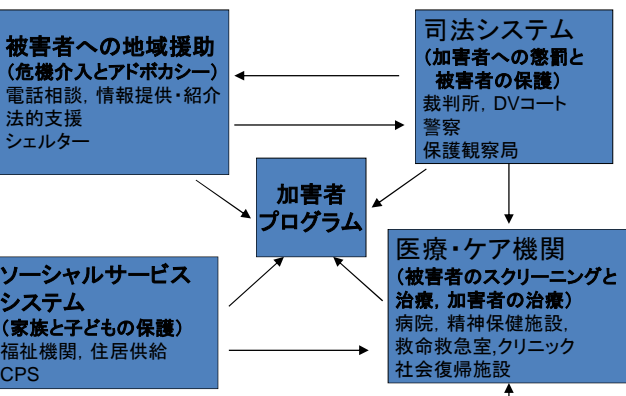 被害者への地域援助
（危機介入とアドボカシー）
電話相談，情報提供・紹介
法的支援
シェルター
司法システム
（加害者への懲罰と
被害者の保護）
裁判所，DVコート
警察
保護観察局
加害者
プログラム
ソーシャルサービス
システム
（家族と子どもの保護）
福祉機関，住居供給
CPS
医療・ケア機関
（被害者のスクリーニングと
治療，加害者の治療）
病院，精神保健施設，
救命救急室,クリニック
社会復帰施設